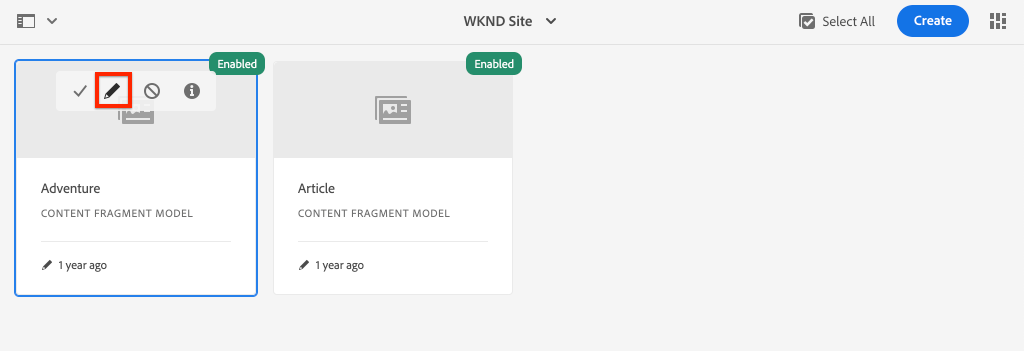 WKND Site
Select All
Create
Enabled
Enabled
Adventure
CONTENT FRAGMENT MODEL
1 year ago
Article
CONTENT FRAGMENT MODEL
1 year ago